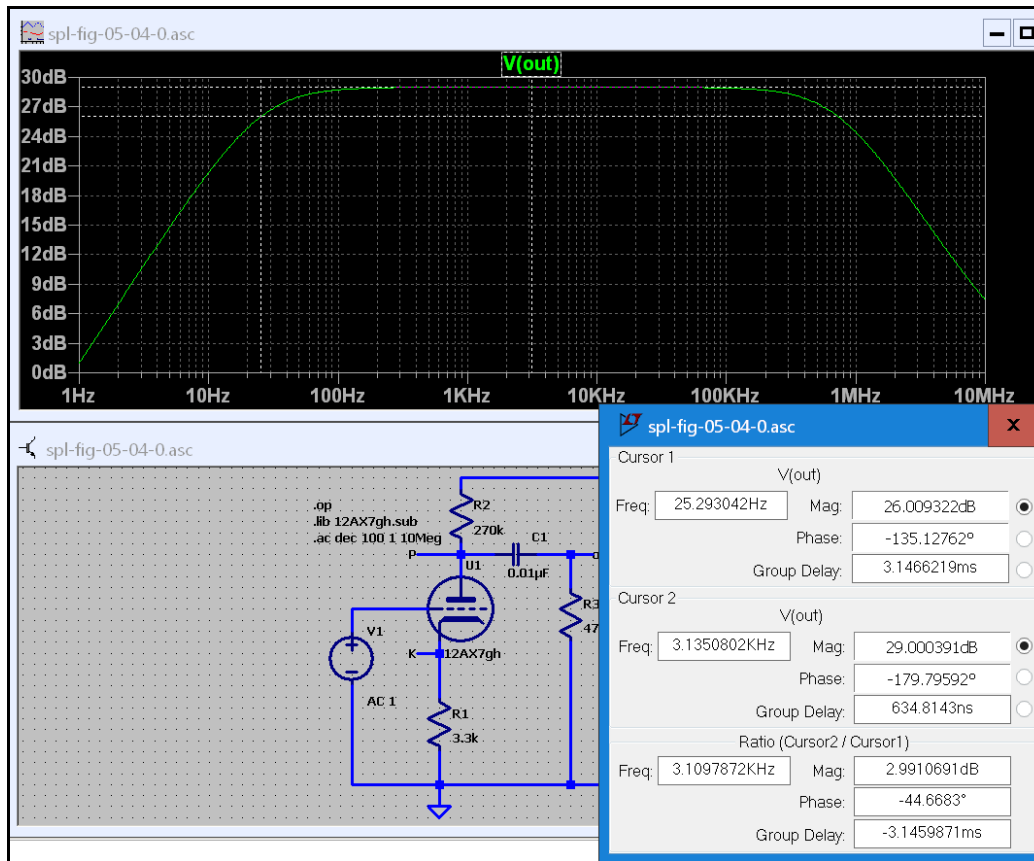 spl-fig-05-04-0.asc
V(out)
30dB
27dB
24dB
21dB
18dB
15dB
12dB
9dB
6dB
3dB
0dB
1Hz 10Hz 100Hz 1KHz 10KHz 100KHz 1MHz 10MHz
spl-fig-05-04-0.asc
.op
.lib 12AX7gh.sub
.ac dec 100 1 10Meg
R2
270k
P
C1
0.01µF
U1
R3
47
V1
K
12AX7gh
AC 1
R1
3.3k
spl-fig-05-04-0.asc
X
Cursor 1
V(out)
Freq: 25.293042Hz Mag: 26.009322dB
Phase: -135.12762°
Group Delay: 3.1466219ms
Cursor 2
V(out)
Freq: 3.1350802KHz Mag: 29.000391dB
Phase: -179.79592°
Group Delay: 634.8143ns
Ratio (Cursor2 / Cursor1)
Freq: 3.1097872KHz Mag: 2.9910691dB
Phase: -44.6683°
Group Delay: -3.1459871ms